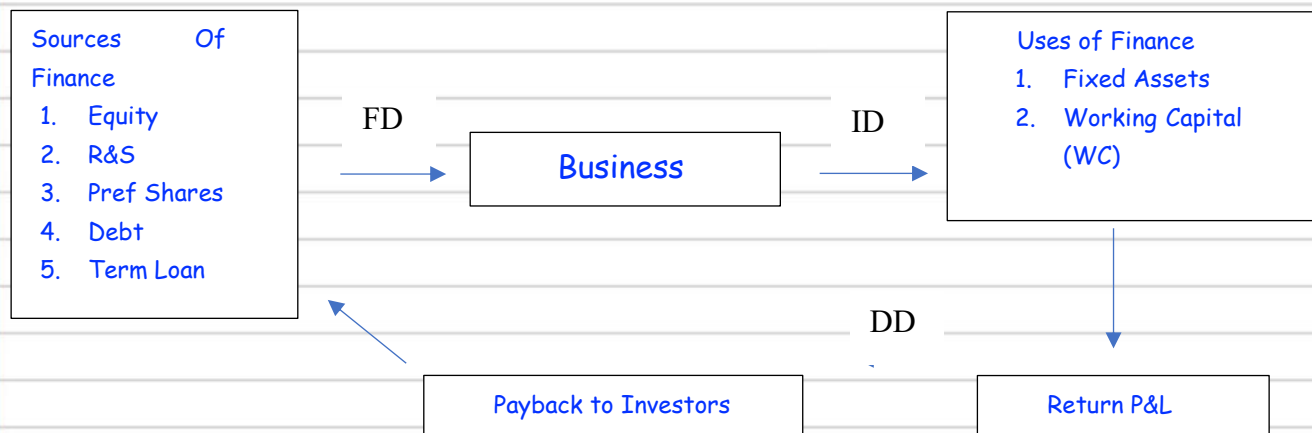 Sources Of
Finance
1. Equity
2. R&S
3. Pref Shares
4. Debt
5. Term Loan
FD
Business
ID
Uses of Finance
1. Fixed Assets
2. Working Capital
(WC)
DD
Payback to Investors
Return P&L